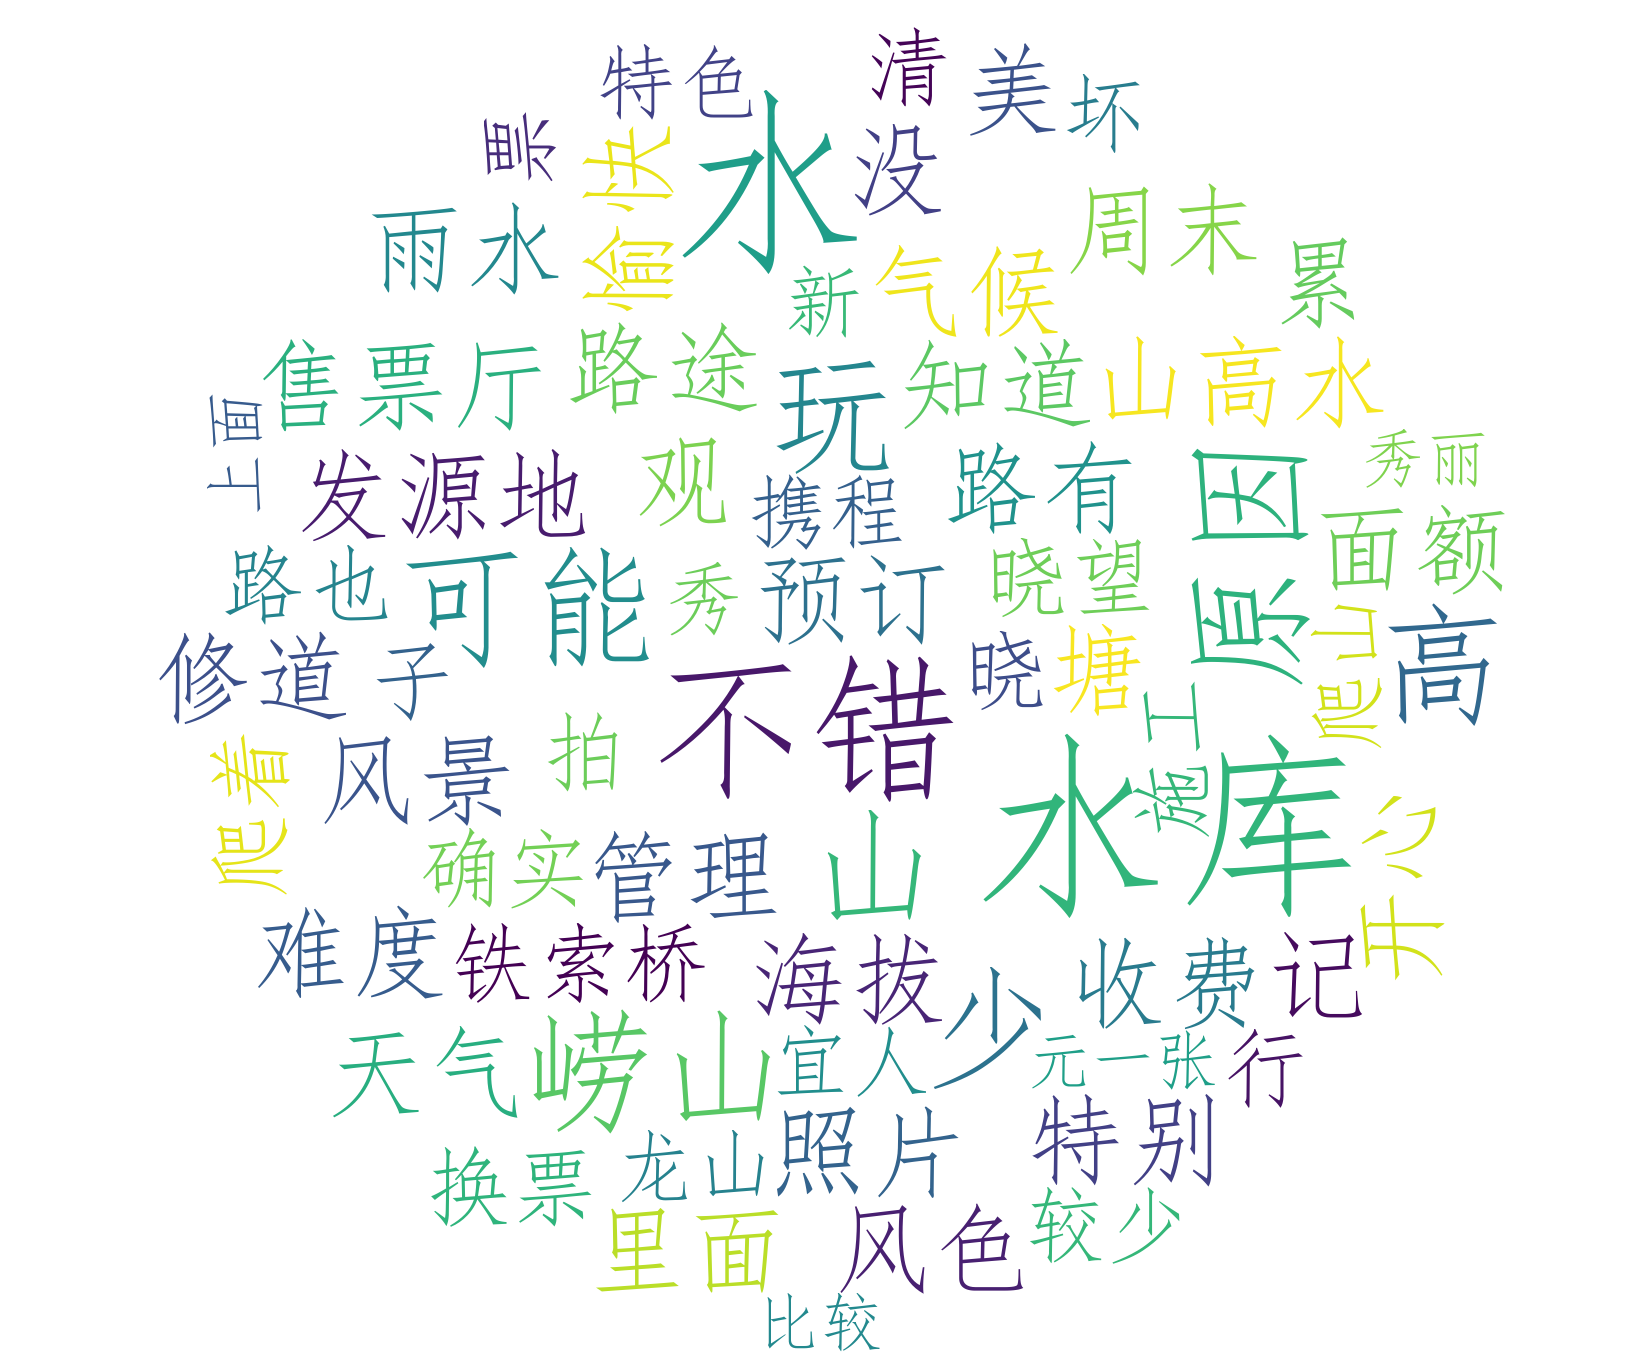 清
特色
美
坏
票
水
没
愉快
雨水
周末
累
新
气候
售票厅
路途
玩
知道
山高水
上面
发源地
观
携程
路有
原因
秀丽
面额
路也
可能
秀
预订
晓望
爬山
高
修道
子
不错
晓
塘
施工
爬着
风景
拍
水库
开心
确实
管理
山
难度
铁索桥
海拔
少
收费
记
天气
崂山
宜人
元一张
行
换票
龙山
照片
特别
里面
风色
较少
比较